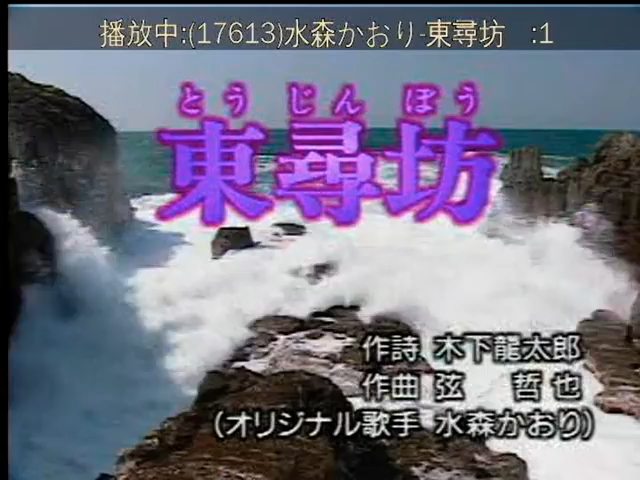 播放中:(17613)水森かおり-東尋坊 :1
とう じん ぼう
東尋坊
作詩 木下龍太郎
作曲 弦 哲也
(オリジナル歌手 水森かおり)